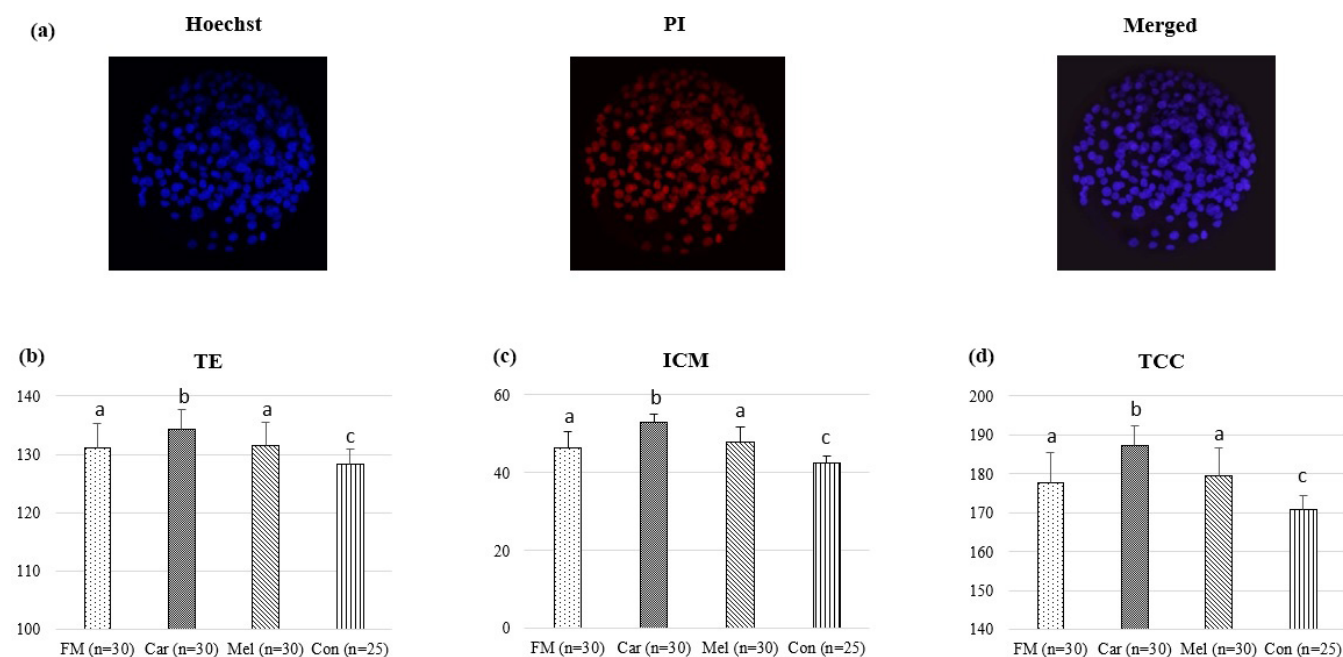 (a)
Hoechst
PI
Merged
(b)
TE
140
130
120
110
100
a
b
a
c
FM (n=30) Car (n=30) Mel (n=30) Con (n=25)
(c)
ICM
60
40
20
0
a
b
a
c
FM (n=30) Car (n=30) Mel (n=30) Con (n=25)
(d)
TCC
200
190
180
170
160
150
140
a
b
a
c
FM (n=30) Car (n=30) Mel (n=30) Con (n=25)